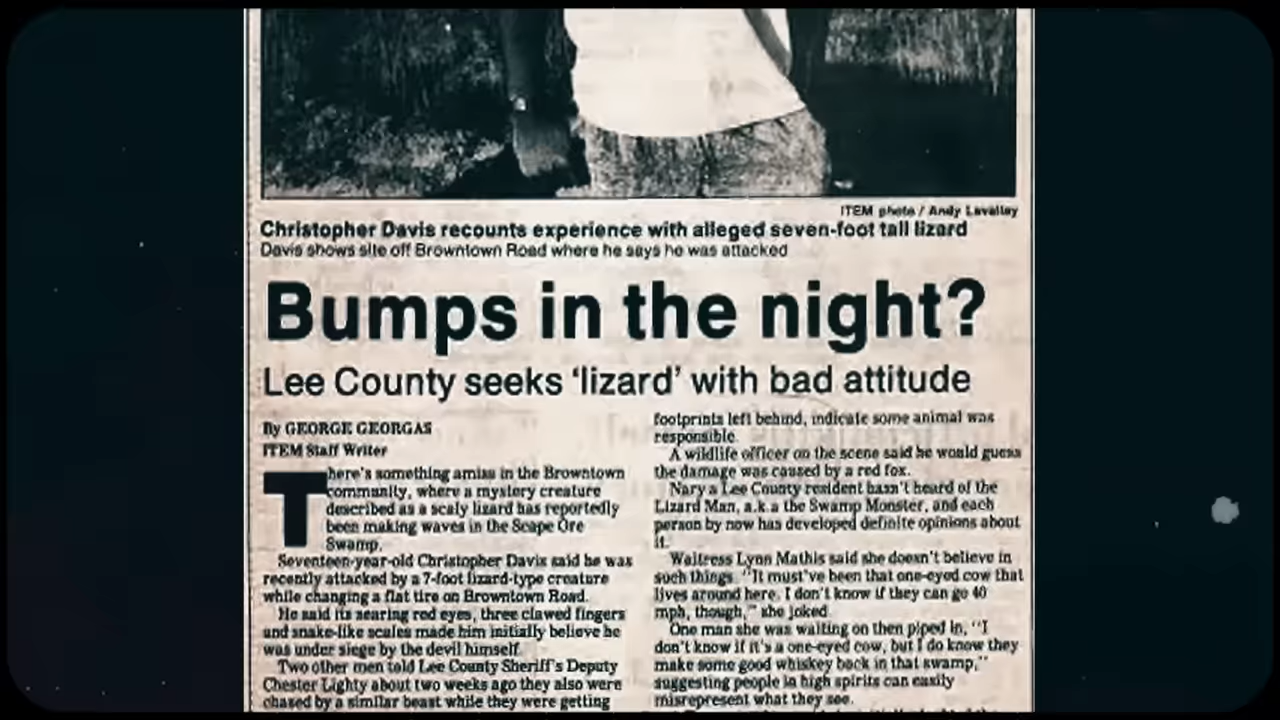 ITEM photo / Andy Lavalley
Christopher Davis recounts experience with alleged seven-foot tall lizard
Davis shows site off Browntown Road where he says he was attacked
Bumps in the night?
Lee County seeks 'lizard' with bad attitude
By GEORGE GEORGAS
ITEM Staff Writer
There's something amiss in the Browntown
community, where a mystery creature
described as a scaly lizard has reportedly
been making waves in the Scape Ore
Swamp.
Seventeen-year-old Christopher Davis said he was
recently attacked by a 7-foot lizard-type creature
while changing a flat tire on Browntown Road.
He said its searing red eyes, three clawed fingers
and snake-like scales made him initially believe he
was under siege by the devil himself.
Two other men told Lee County Sheriff's Deputy
Chester Lighty about two weeks ago they also were
chased by a similar beast while they were getting
footprints left behind, indicate some animal was
responsible.
A wildlife officer on the scene said he would guess
the damage was caused by a red fox.
Nary a Lee County resident hasn't heard of the
Lizard Man, a.k.a the Swamp Monster, and each
person by now has developed definite opinions about
it.
Waitress Lynn Mathis said she doesn't believe in
such things. "It must've been that one-eyed cow that
lives around here. I don't know if they can go 40
mph, though," she joked.
One man she was waiting on then piped in, "I
don't know if it's a one-eyed cow, but I do know they
make some good whiskey back in that swamp,"
suggesting people in high spirits can easily
misrepresent what they see.